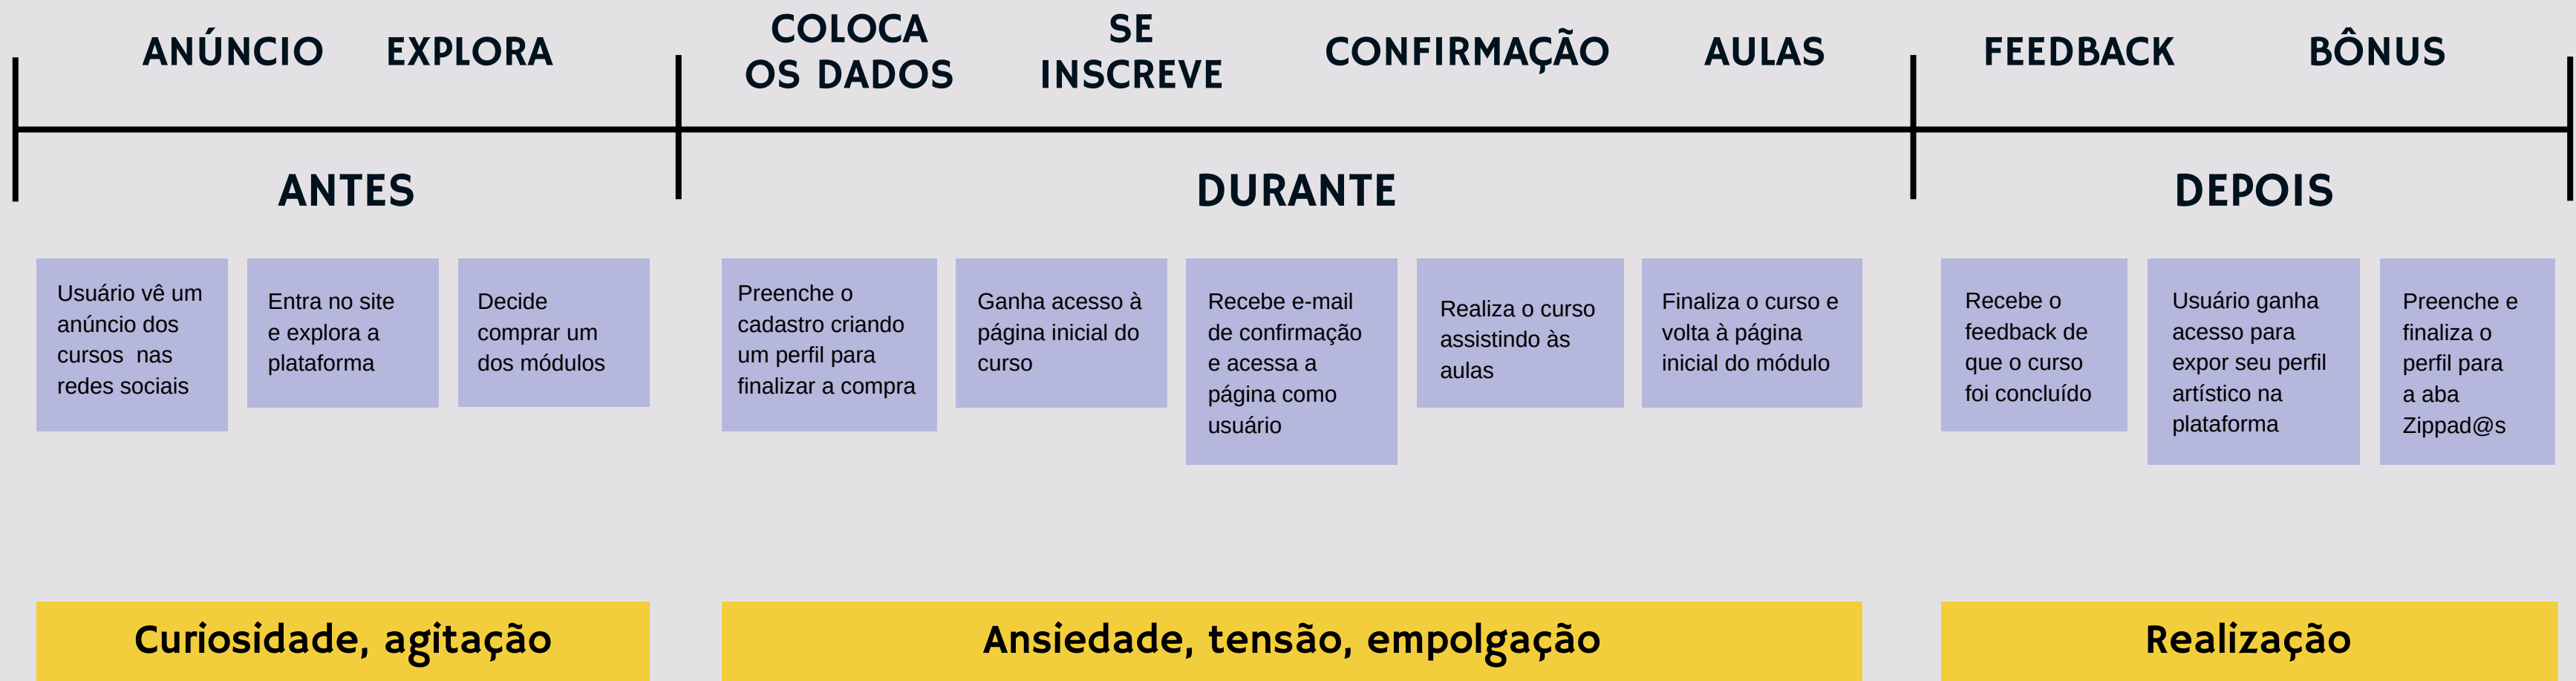 ANÚNCIO
EXPLORA
COLOCA
OS DADOS
SE
INSCREVE
CONFIRMAÇÃO
AULAS
FEEDBACK
BÔNUS
ANTES
DURANTE
DEPOIS
Usuário vê um
anúncio dos
cursos  nas
redes sociais
Entra no site
e explora a
plataforma
Decide
comprar um
dos módulos
Preenche o
cadastro criando
um perfil para
finalizar a compra
Ganha acesso à
página inicial do
curso
Recebe e-mail
de confirmação
e acessa a
página como
usuário
Realiza o curso
assistindo às
aulas
Finaliza o curso e
volta à página
inicial do módulo
Recebe o
feedback de
que o curso
foi concluído
Usuário ganha
acesso para
expor seu perfil
artístico na
plataforma
Preenche e
finaliza o
perfil para
a aba
Zippad@s
Curiosidade, agitação
Ansiedade, tensão, empolgação
Realização